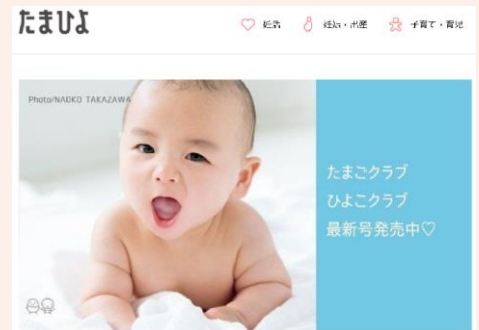 たまひよ
妊活
妊娠・出産
子育て・育児
Photo/NAOKO TAKAZAWA
たまごクラブ
ひよこクラブ
最新号発売中♡